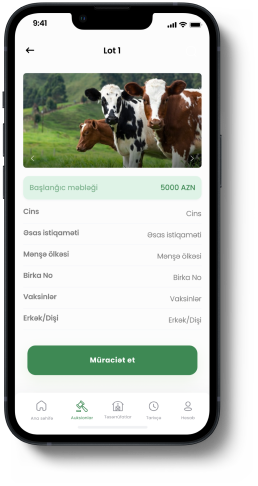 9:41
Lot 1
Başlanğıc məbləği 5000 AZN
Cins Cins
Əsas istiqaməti Əsas istiqaməti
Mənşə ölkəsi Mənşə ölkəsi
Birka No Birka No
Vaksinlər Vaksinlər
Erkək/Dişi Erkək/Dişi
Müraciət et
Ana səhifə Auksionlar Təsərrüfatlar Tarixçə Hesab